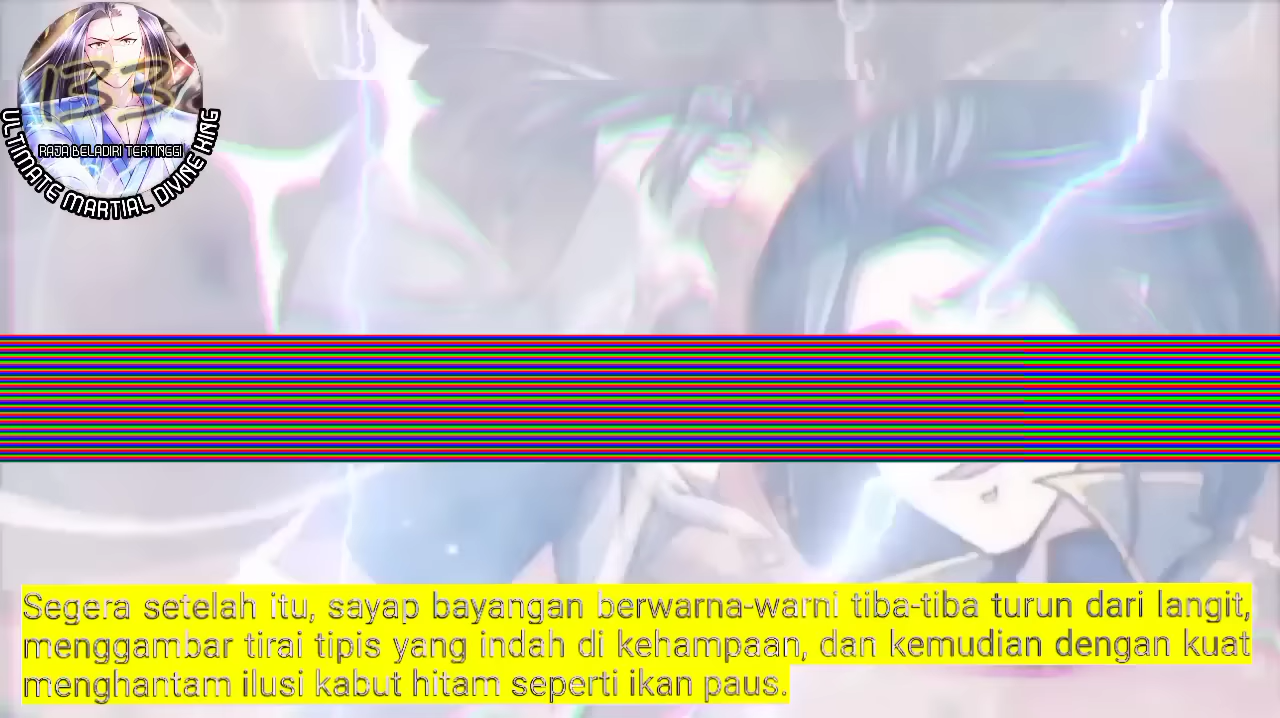 133
RAJA BELADIRI TERTINGGI
ULTIMATE MARTIAL DIVINE KING
Segera setelah itu, sayap bayangan berwarna-warni tiba-tiba turun dari langit,
menggambar tirai tipis yang indah di kehampaan, dan kemudian dengan kuat
menghantam ilusi kabut hitam seperti ikan paus.